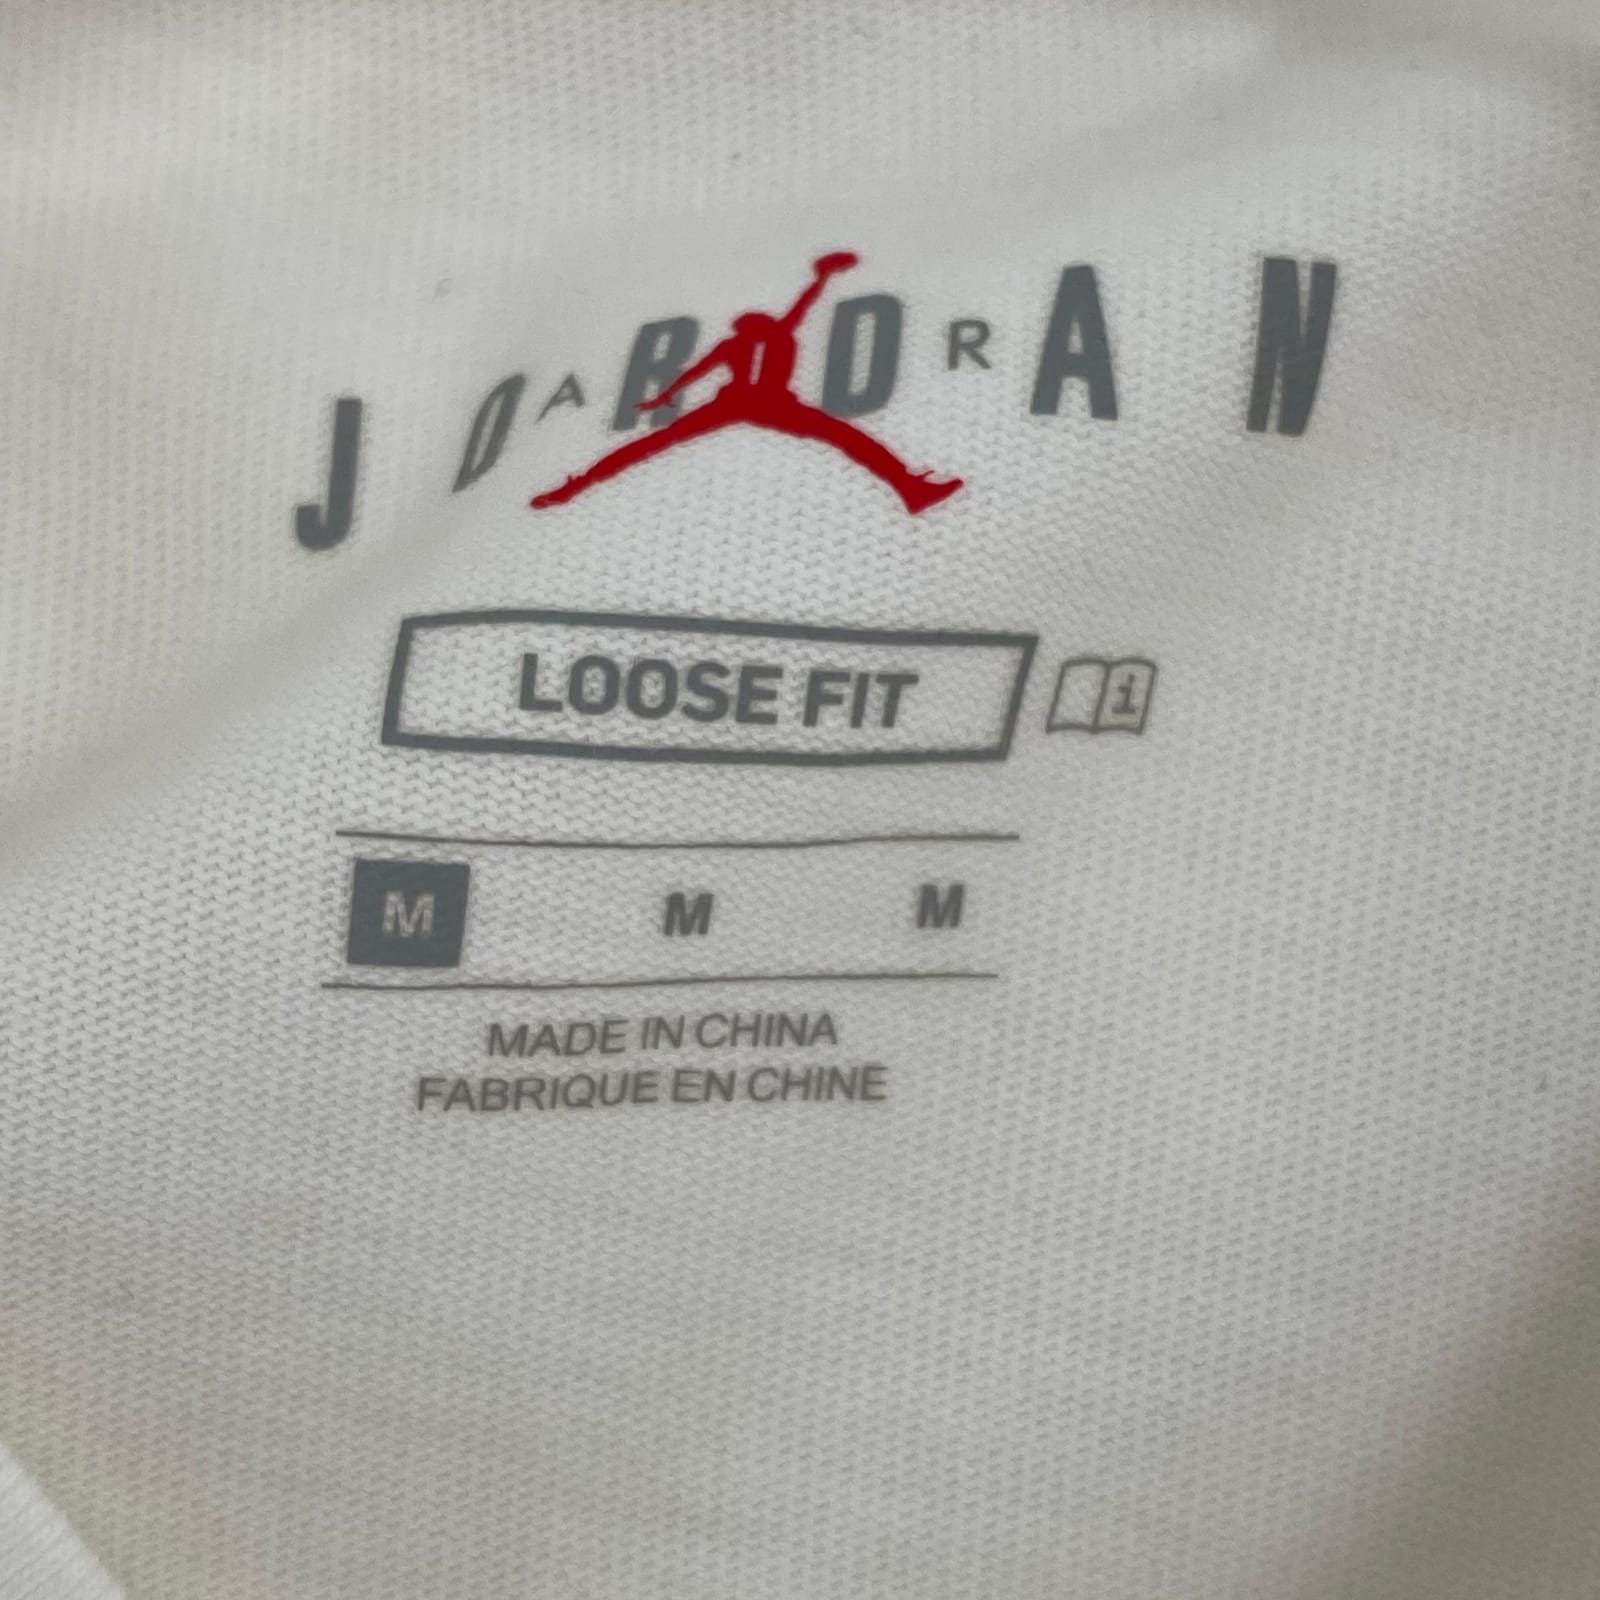 JORDAN
AIR
LOOSE FIT i
M M M
MADE IN CHINA
FABRIQUE EN CHINE